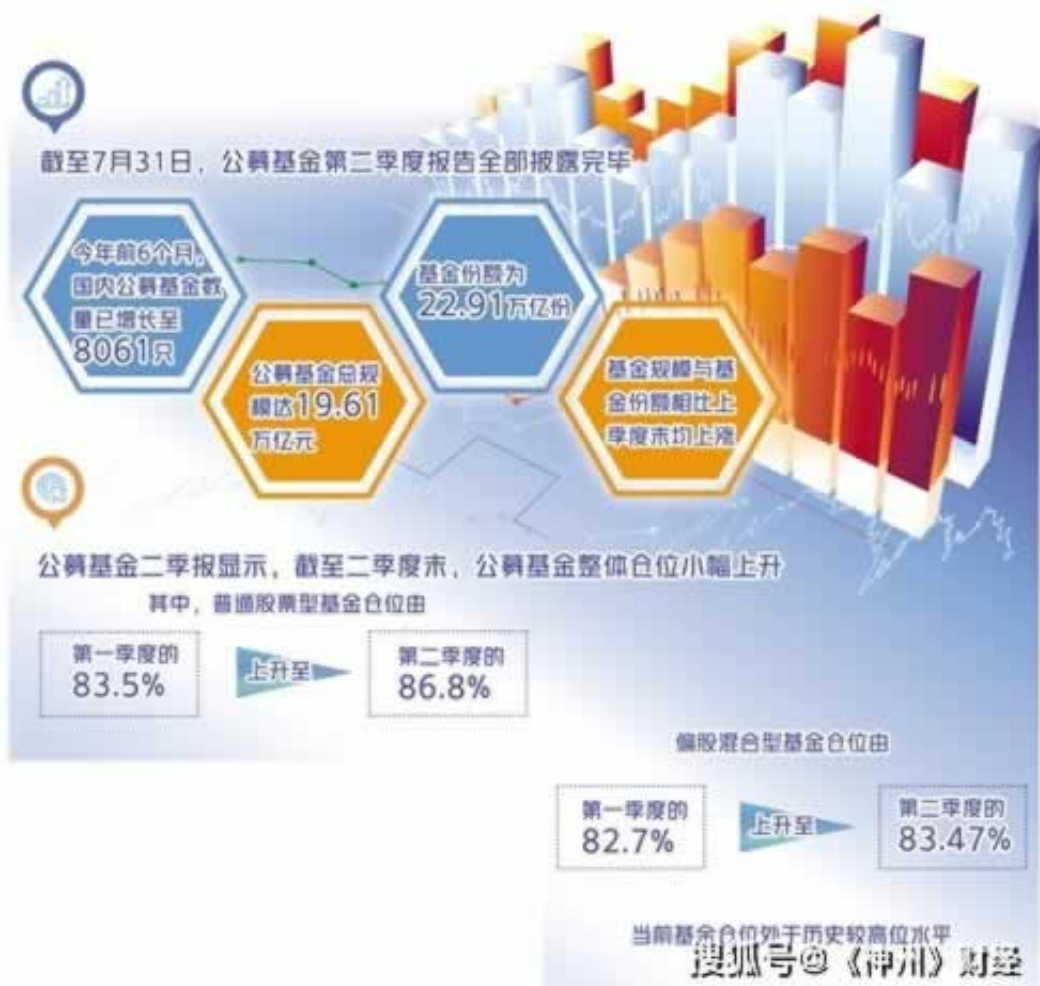 截至7月31日，公募基金第二季度报告全部披露完毕
今年前6个月，
国内公募基金数
量已增长至
8061只
公募基金总规
模达19.61
万亿元
基金份额为
22.91万亿份
基金规模与基
金份额相比上
季度末均上涨
公募基金二季报显示，截至二季度末，公募基金整体仓位小幅上升
其中，普通股票型基金仓位由
第一季度的
83.5%
上升至
第二季度的
86.8%
偏股混合型基金仓位由
第一季度的
82.7%
上升至
第二季度的
83.47%
当前基金仓位处于历史较高位水平
搜狐号@《神州》财经